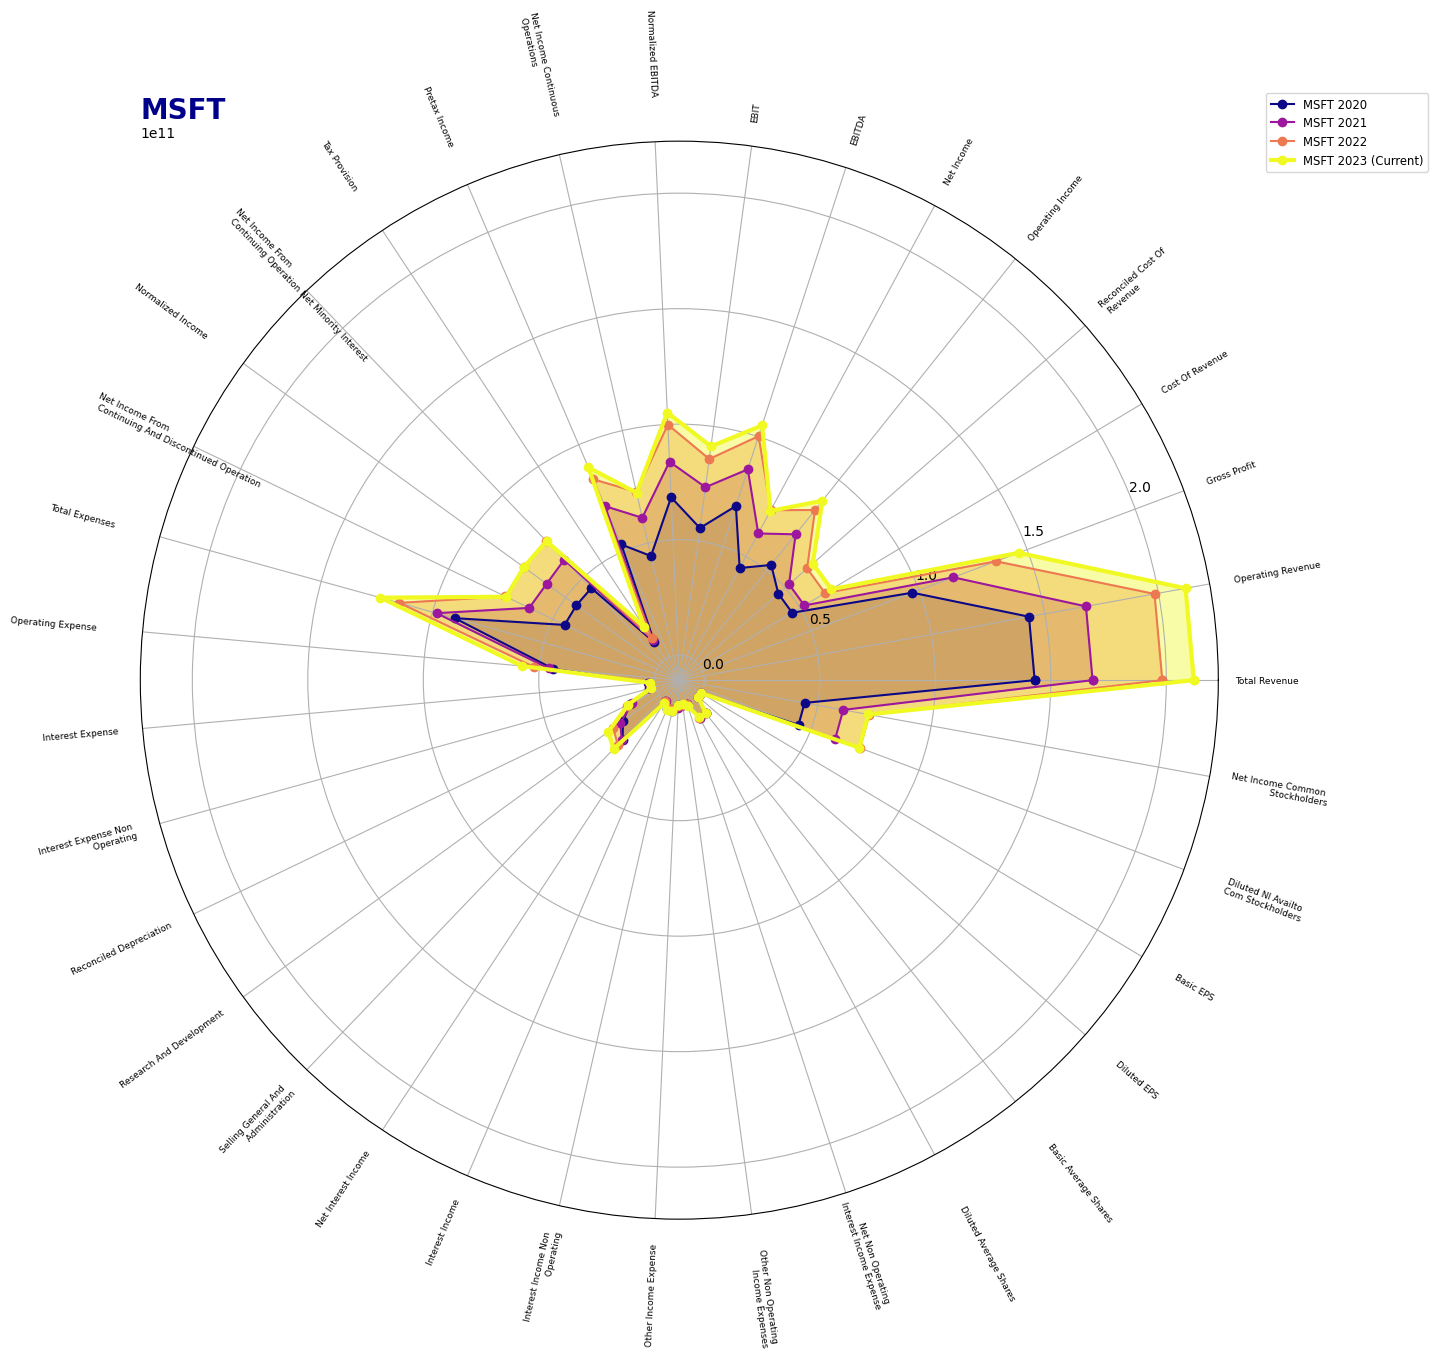 MSFT
1e11
MSFT 2020
MSFT 2021
MSFT 2022
MSFT 2023 (Current)
Total Revenue
Operating Revenue
Gross Profit
Cost Of Revenue
Reconciled Cost Of
Revenue
Operating Income
Net Income
EBITDA
EBIT
Normalized EBITDA
Net Income Continuous
Operations
Pretax Income
Tax Provision
Net Income From
Continuing Operation Net Minority Interest
Normalized Income
Net Income From
Continuing And Discontinued Operation
Total Expenses
Operating Expense
Interest Expense
Interest Expense Non
Operating
Reconciled Depreciation
Research And Development
Selling General And
Administration
Net Interest Income
Interest Income
Interest Income Non
Operating
Other Income Expense
Other Non Operating
Income Expenses
Net Non Operating
Interest Income Expense
Diluted Average Shares
Basic Average Shares
Diluted EPS
Basic EPS
Diluted NI Availto
Com Stockholders
Net Income Common
Stockholders
0.0
0.5
1.0
1.5
2.0